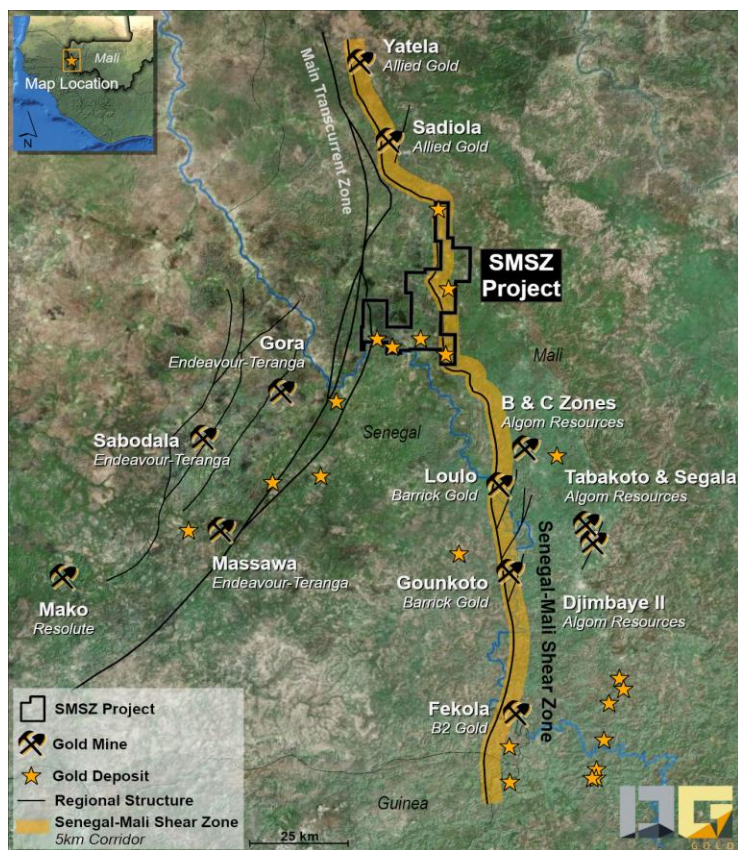 Mali
Map Location
N
Main Transcurrent Zone
Yatela
Allied Gold
Sadiola
Allied Gold
SMSZ
Project
Gora
Endeavour-Teranga
Mali
B & C Zones
Algom Resources
Sabodala
Endeavour-Teranga
Senegal
Loulo
Barrick Gold
Tabakoto & Segala
Algom Resources
Senegal-Mali Shear Zone
Massawa
Endeavour-Teranga
Gounkoto
Barrick Gold
Mako
Resolute
Djimbaye II
Algom Resources
Fekola
B2 Gold
SMSZ Project
Gold Mine
Gold Deposit
Regional Structure
Senegal-Mali Shear Zone
5km Corridor
25 km
Guinea
GOLD